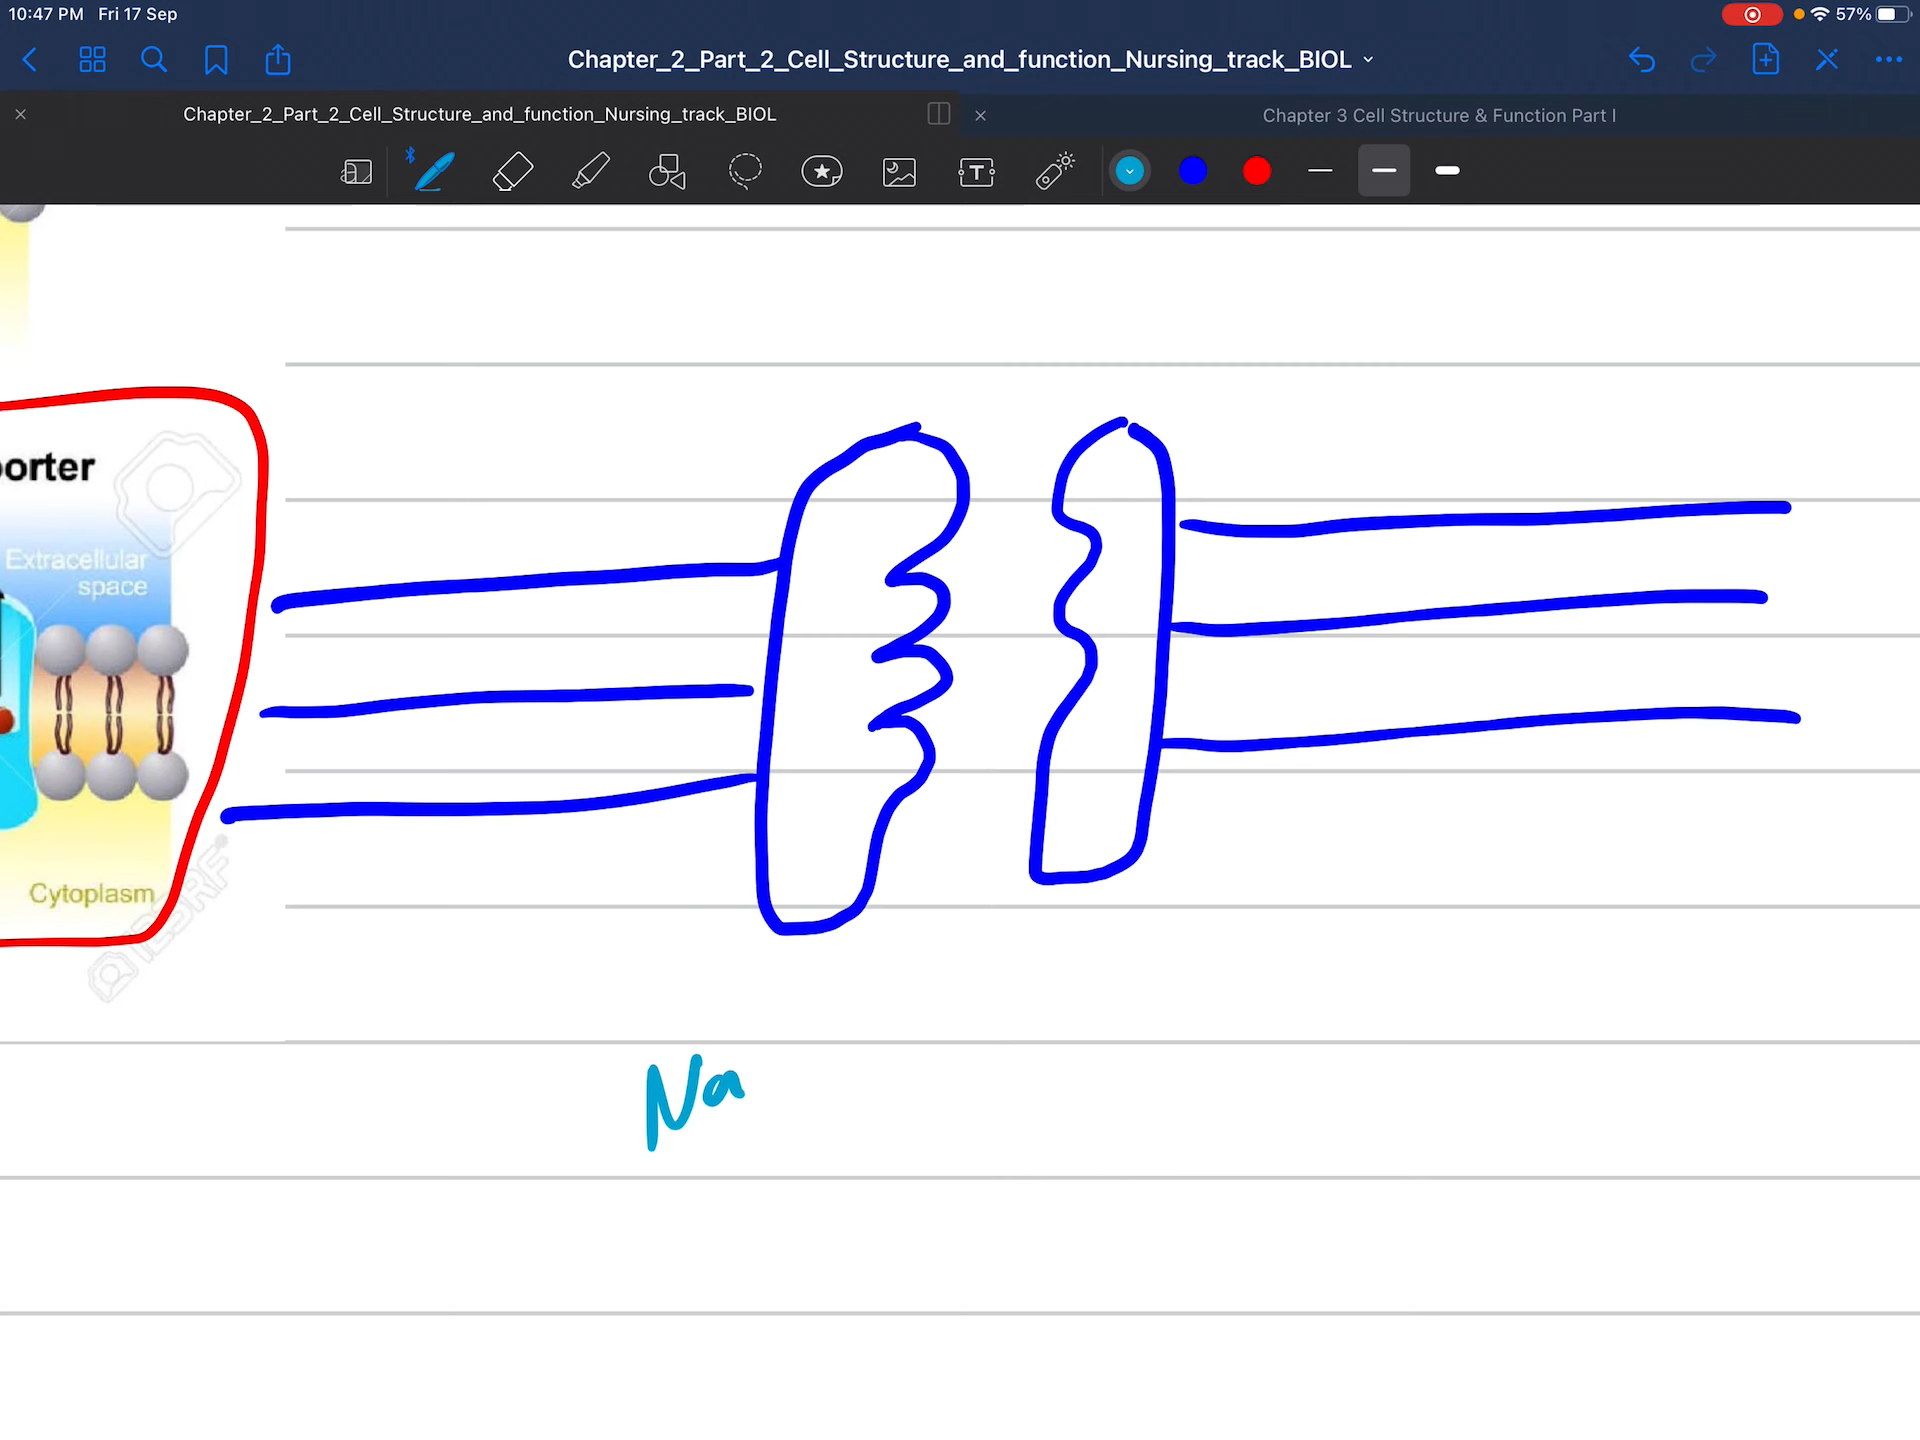 10:47 PM Fri 17 Sep
57%
Chapter_2_Part_2_Cell_Structure_and_function_Nursing_track_BIOL
Chapter_2_Part_2_Cell_Structure_and_function_Nursing_track_BIOL
Chapter 3 Cell Structure & Function Part I
T
porter
Extracellular
space
Cytoplasm
Na